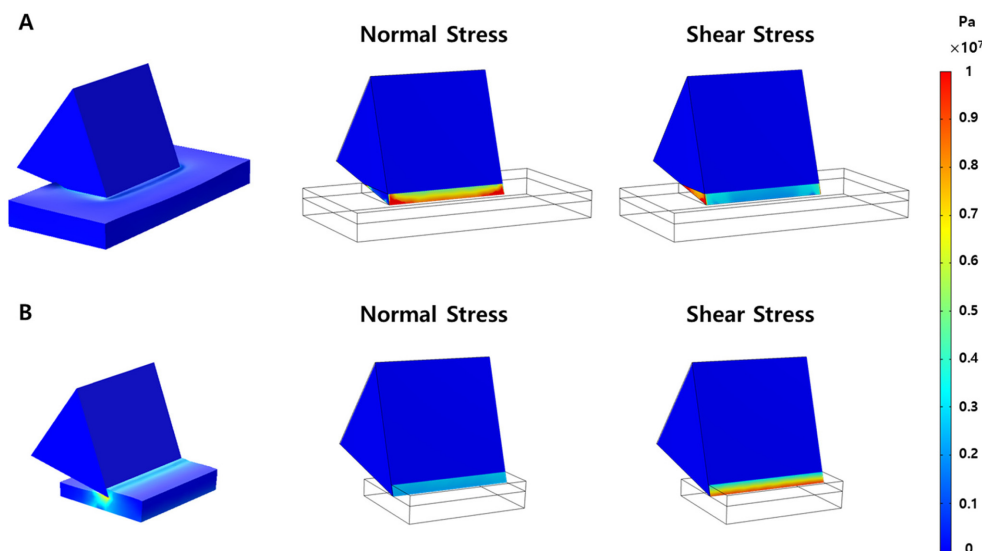 A
Normal Stress
Shear Stress
Pa
×10⁷
1
0.9
0.8
0.7
0.6
0.5
0.4
0.3
0.2
0.1
0
B
Normal Stress
Shear Stress